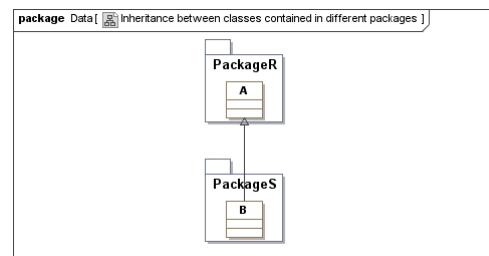 package Data [ Inheritance between classes contained in different packages ]
PackageR
A
PackageS
B